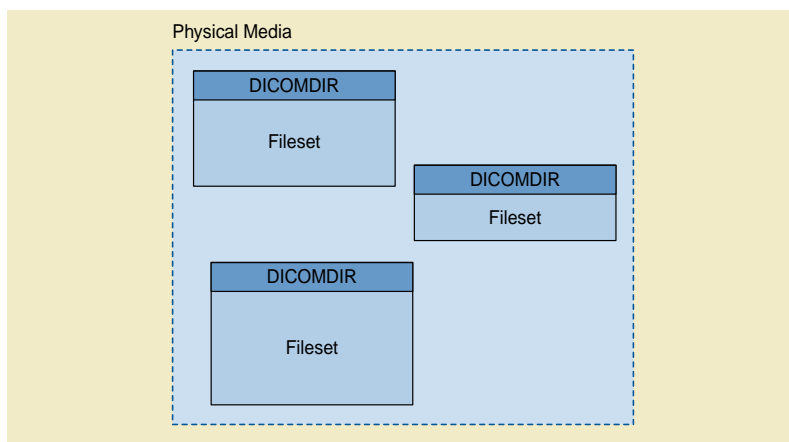 Physical Media
DICOMDIR
Fileset
DICOMDIR
Fileset
DICOMDIR
Fileset